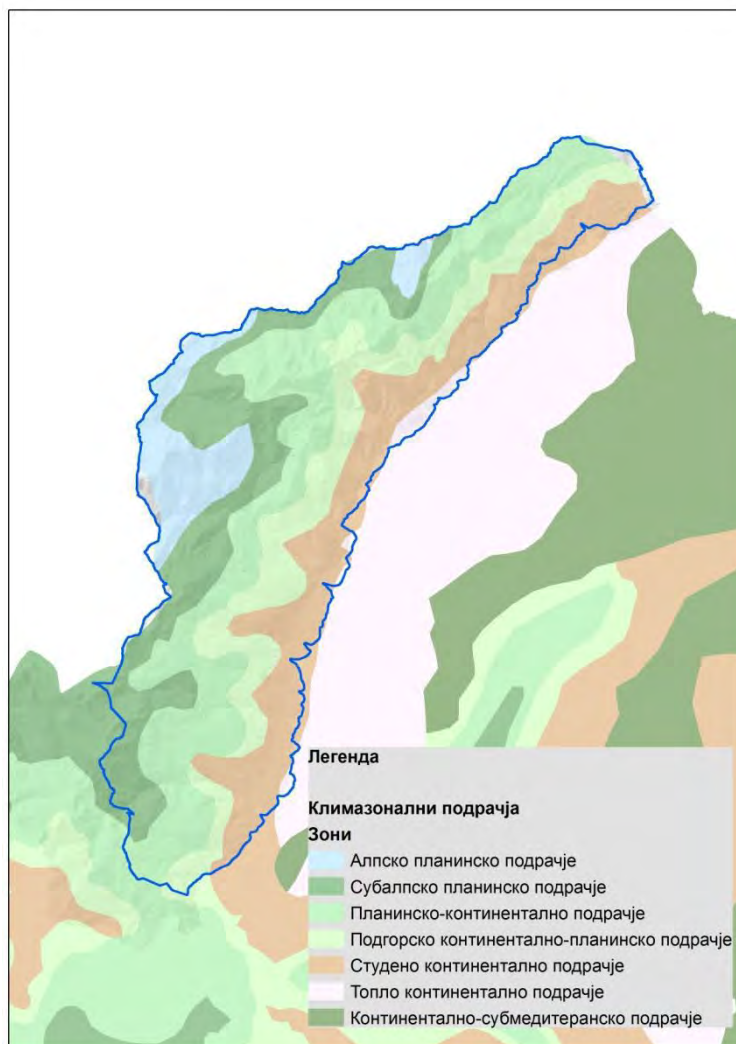 Легенда
Климазонални подрачја
Зони
Алпско планинско подрачје
Субалпско планинско подрачје
Планинско-континентално подрачје
Подгорско континентално-планинско подрачје
Студено континентално подрачје
Топло континентално подрачје
Континентално-субмедитеранско подрачје